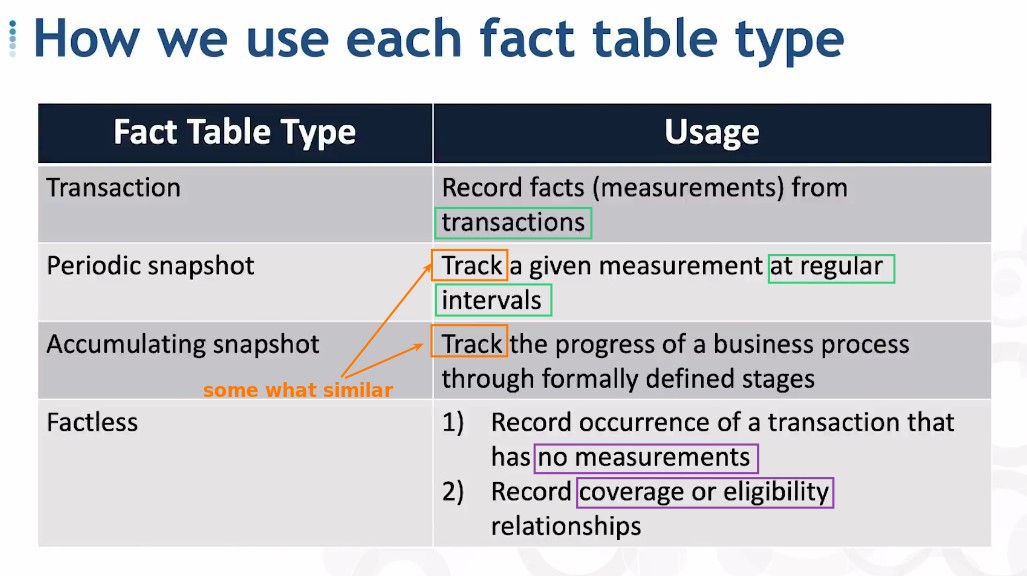 How we use each fact table type
Fact Table Type
Usage
Transaction
Record facts (measurements) from
transactions
Periodic snapshot
Track a given measurement at regular
intervals
Accumulating snapshot
Track the progress of a business process
through formally defined stages
some what similar
Factless
1) Record occurrence of a transaction that
has no measurements
2) Record coverage or eligibility
relationships